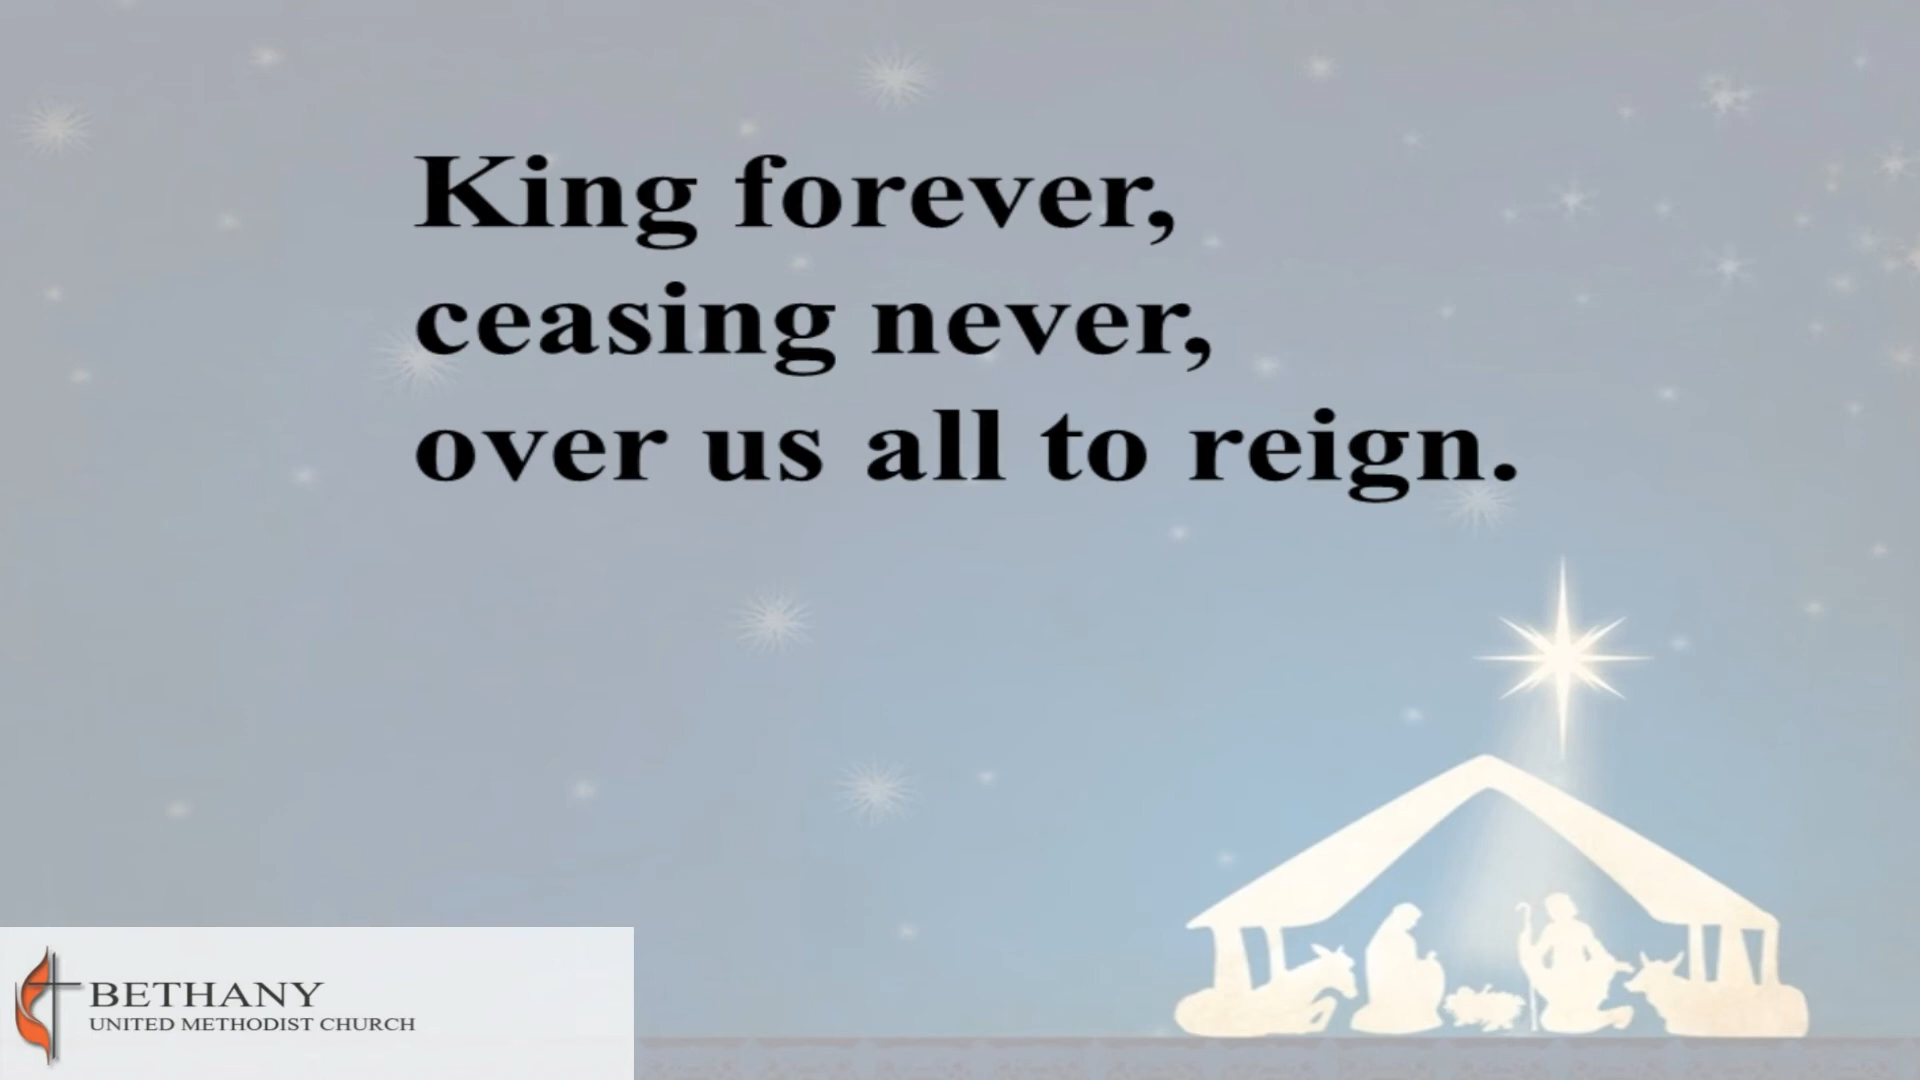 King forever,
ceasing never,
over us all to reign.
BETHANY
UNITED METHODIST CHURCH